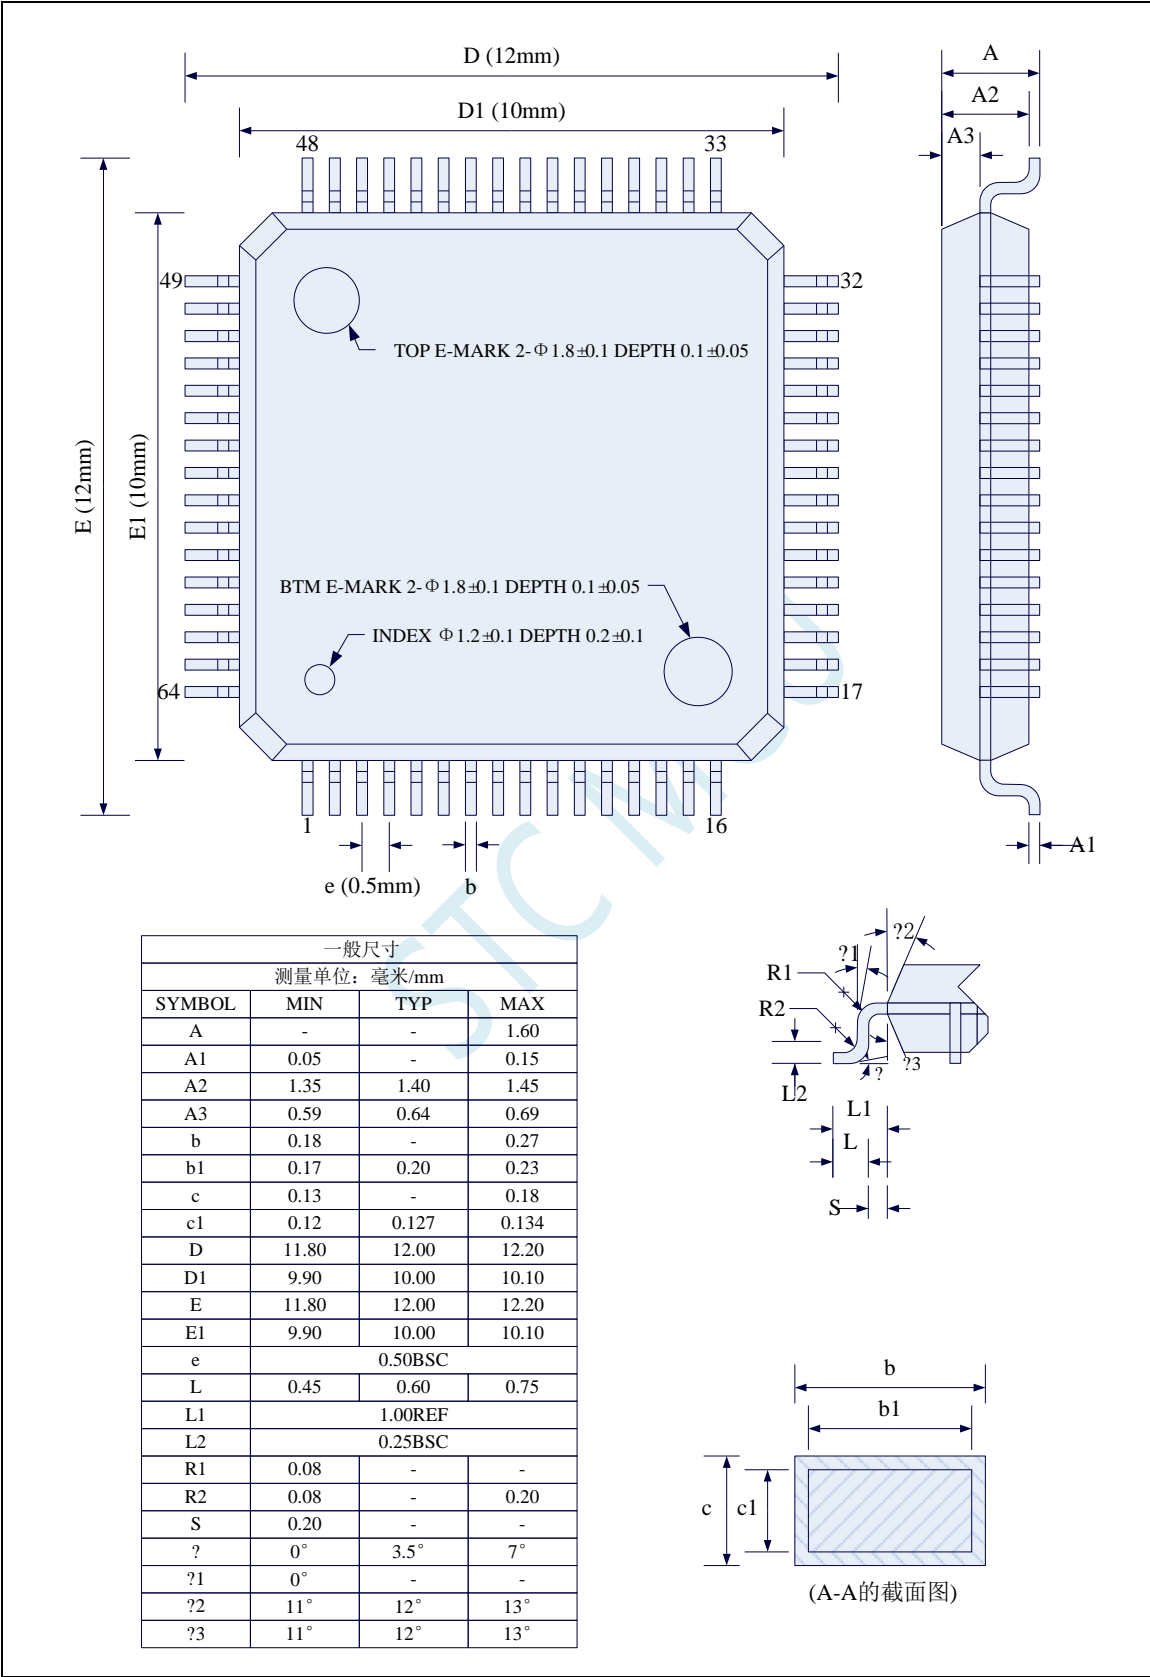 D (12mm)
D1 (10mm)
48
33
A
A2
A3
49
32
TOP E-MARK 2-Φ1.8±0.1 DEPTH 0.1±0.05
E (12mm)
E1 (10mm)
BTM E-MARK 2-Φ1.8±0.1 DEPTH 0.1±0.05
INDEX Φ1.2±0.1 DEPTH 0.2±0.1
64
17
1
16
A1
e (0.5mm)
b
STC MCU
一般尺寸
测量单位：毫米/mm
SYMBOL MIN TYP MAX
A - - 1.60
A1 0.05 - 0.15
A2 1.35 1.40 1.45
A3 0.59 0.64 0.69
b 0.18 - 0.27
b1 0.17 0.20 0.23
c 0.13 - 0.18
c1 0.12 0.127 0.134
D 11.80 12.00 12.20
D1 9.90 10.00 10.10
E 11.80 12.00 12.20
E1 9.90 10.00 10.10
e 0.50BSC
L 0.45 0.60 0.75
L1 1.00REF
L2 0.25BSC
R1 0.08 - -
R2 0.08 - 0.20
S 0.20 - -
? 0° 3.5° 7°
?1 0° - -
?2 11° 12° 13°
?3 11° 12° 13°
?2
?1
R1
R2
?3
?
L2
L1
L
S
b
b1
c
c1
(A-A的截面图)